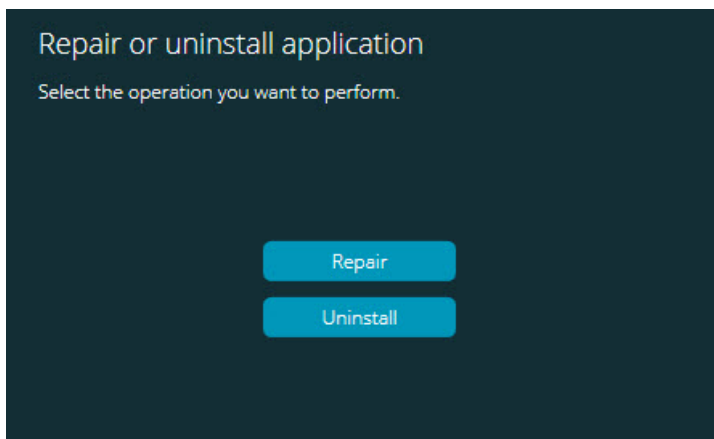 Repair or uninstall application
Select the operation you want to perform.
Repair
Uninstall